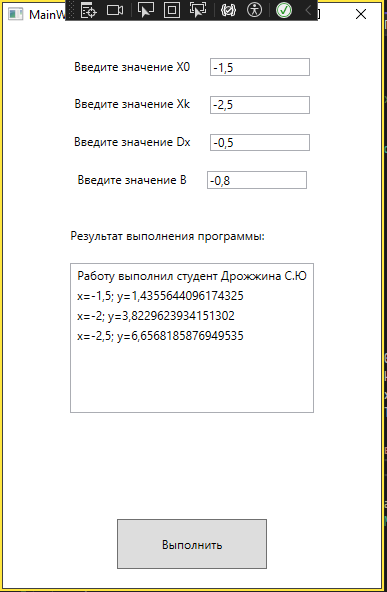 MainW
Введите значение X0 -1,5
Введите значение Xk -2,5
Введите значение Dx -0,5
Введите значение B -0,8
Результат выполнения программы:
Работу выполнил студент Дрожжина С.Ю
x=-1,5; y=1,4355644096174325
x=-2; y=3,8229623934151302
x=-2,5; y=6,6568185876949535
Выполнить